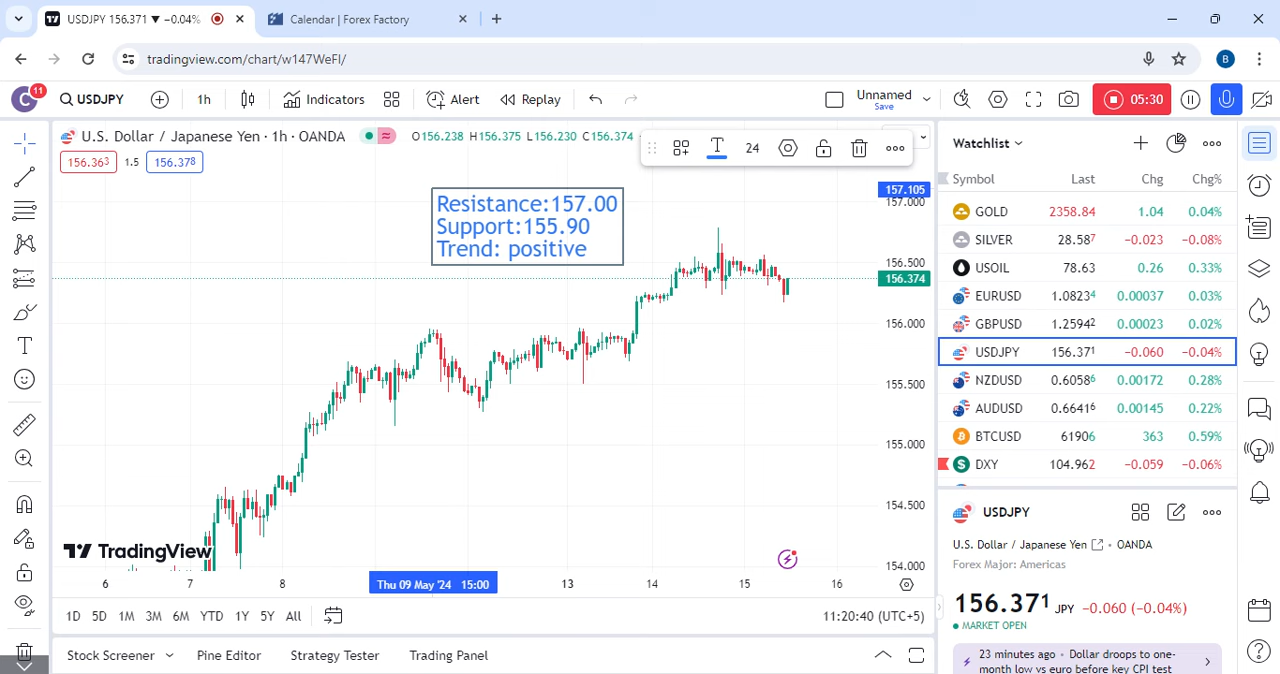 USDJPY 156.371 ▼ −0.04%
Calendar | Forex Factory
tradingview.com/chart/w147WeFI/
B
C 11
USDJPY
1h
Indicators
Alert
Replay
Unnamed
Save
05:30
U.S. Dollar / Japanese Yen · 1h · OANDA
O156.238 H156.375 L156.230 C156.374
24
156.363
1.5
156.378
Resistance:157.00
Support:155.90
Trend: positive
157.105
157.000
156.500
156.374
156.000
155.500
155.000
154.500
154.000
TradingView
6
7
8
Thu 09 May '24 15:00
13
14
15
16
1D 5D 1M 3M 6M YTD 1Y 5Y All
11:20:40 (UTC+5)
Stock Screener
Pine Editor
Strategy Tester
Trading Panel
Watchlist
Symbol Last Chg Chg%
GOLD 2358.84 1.04 0.04%
SILVER 28.587 −0.023 −0.08%
USOIL 78.63 0.26 0.33%
EURUSD 1.08234 0.00037 0.03%
GBPUSD 1.25942 0.00023 0.02%
USDJPY 156.371 −0.060 −0.04%
NZDUSD 0.60586 0.00172 0.28%
AUDUSD 0.66416 0.00145 0.22%
BTCUSD 61906 363 0.59%
DXY 104.962 −0.059 −0.06%
USDJPY
U.S. Dollar / Japanese Yen · OANDA
Forex Major: Americas
156.371 JPY −0.060 (−0.04%)
MARKET OPEN
23 minutes ago · Dollar droops to one-
month low vs euro before key CPI test